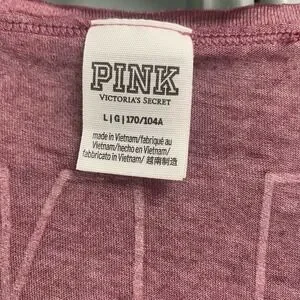 PINK
VICTORIA'S SECRET
L | G | 170/104A
made in Vietnam/fabriqué au
Vietnam/hecho en Vietnam/
fabbricato in Vietnam/ 越南制造